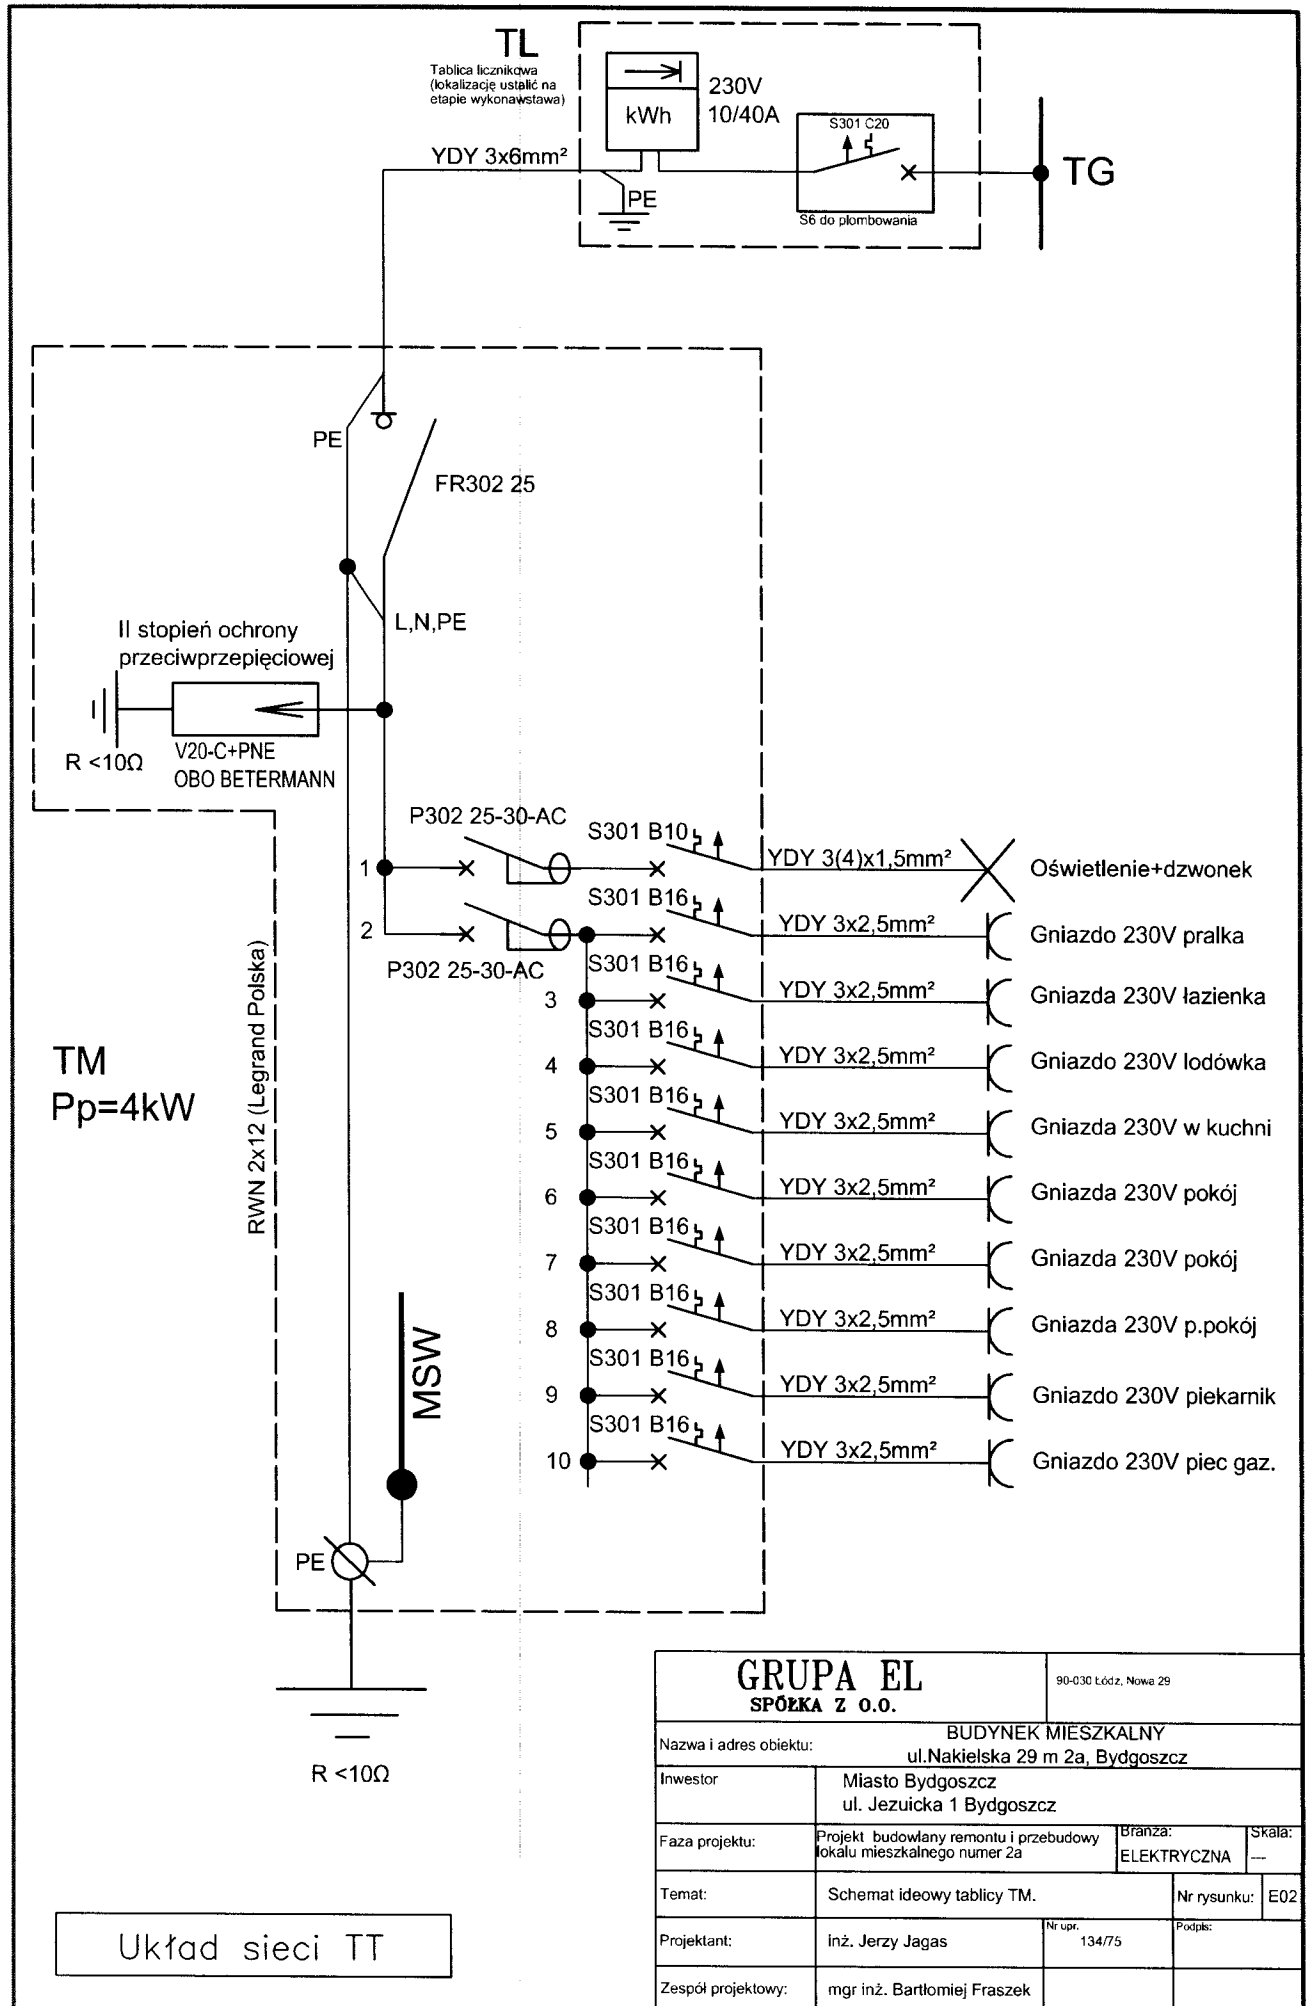 TL
Tablica licznikowa
(lokalizację ustalić na
etapie wykonawstawa)
kWh
230V
10/40A
S301 C20
S6 do plombowania
TG
YDY 3x6mm²
PE
PE
FR302 25
L,N,PE
II stopień ochrony
przeciwprzepięciowej
R <10Ω
V20-C+PNE
OBO BETERMANN
P302 25-30-AC
1
S301 B10
YDY 3(4)x1,5mm²
Oświetlenie+dzwonek
2
P302 25-30-AC
S301 B16
YDY 3x2,5mm²
Gniazdo 230V pralka
3
S301 B16
YDY 3x2,5mm²
Gniazda 230V łazienka
4
S301 B16
YDY 3x2,5mm²
Gniazdo 230V lodówka
5
S301 B16
YDY 3x2,5mm²
Gniazda 230V w kuchni
6
S301 B16
YDY 3x2,5mm²
Gniazda 230V pokój
7
S301 B16
YDY 3x2,5mm²
Gniazda 230V pokój
8
S301 B16
YDY 3x2,5mm²
Gniazda 230V p.pokój
9
S301 B16
YDY 3x2,5mm²
Gniazdo 230V piekarnik
10
S301 B16
YDY 3x2,5mm²
Gniazdo 230V piec gaz.
RWN 2x12 (Legrand Polska)
TM
Pp=4kW
MSW
PE
R <10Ω
Układ sieci TT
GRUPA EL
SPÓŁKA Z O.O.
90-030 Łódz, Nowa 29
Nazwa i adres obiektu:
BUDYNEK MIESZKALNY
ul.Nakielska 29 m 2a, Bydgoszcz
Inwestor
Miasto Bydgoszcz
ul. Jezuicka 1 Bydgoszcz
Faza projektu:
Projekt budowlany remontu i przebudowy
lokalu mieszkalnego numer 2a
Branża:
ELEKTRYCZNA
Skala:
---
Temat:
Schemat ideowy tablicy TM.
Nr rysunku:
E02
Projektant:
inż. Jerzy Jagas
Nr upr.
134/75
Podpis:
Zespół projektowy:
mgr inż. Bartłomiej Fraszek